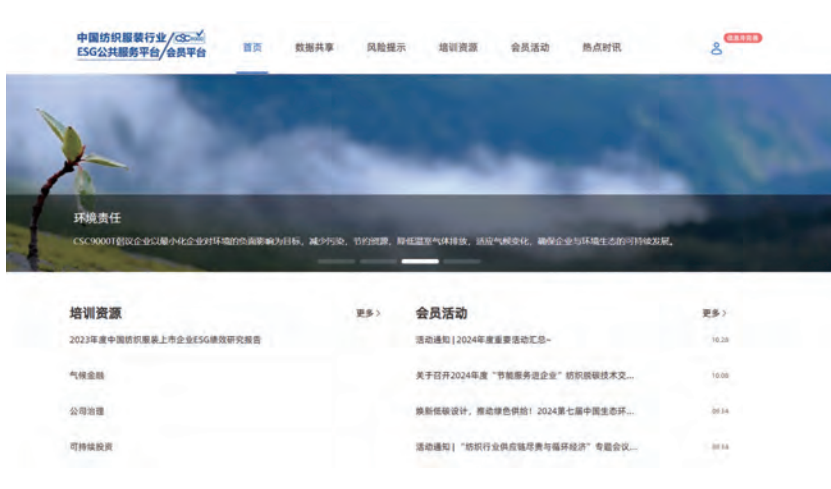 中国纺织服装行业/CSC
ESG公共服务平台/会员平台
首页 数据共享 风险提示 培训资源 会员活动 热点时讯
环境责任
CSC9000T倡议企业以最小化企业对环境的负面影响为目标，减少污染，节约资源，降低温室气体排放，适应气候变化，确保企业与环境生态的可持续发展。
培训资源 更多>
2023年度中国纺织服装上市企业ESG绩效研究报告
气候金融
公司治理
可持续投资
会员活动 更多>
活动通知|2024年度重要活动汇总~ 10.28
关于召开2024年度“节能服务进企业”纺织脱碳技术交... 10.09
焕新低碳设计，推动绿色供给！2024第七届中国生态环...
活动通知|“纺织行业供应链尽责与循环经济”专题会议...